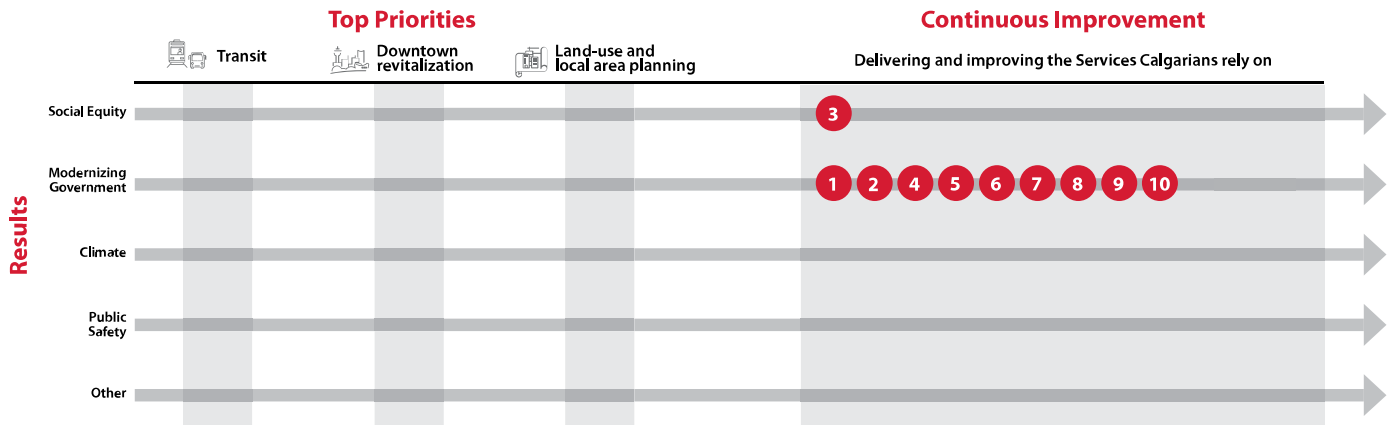 Top Priorities
Continuous Improvement
Transit
Downtown
revitalization
Land-use and
local area planning
Delivering and improving the Services Calgarians rely on
Results
Social Equity
3
Modernizing
Government
1 2 4 5 6 7 8 9 10
Climate
Public
Safety
Other